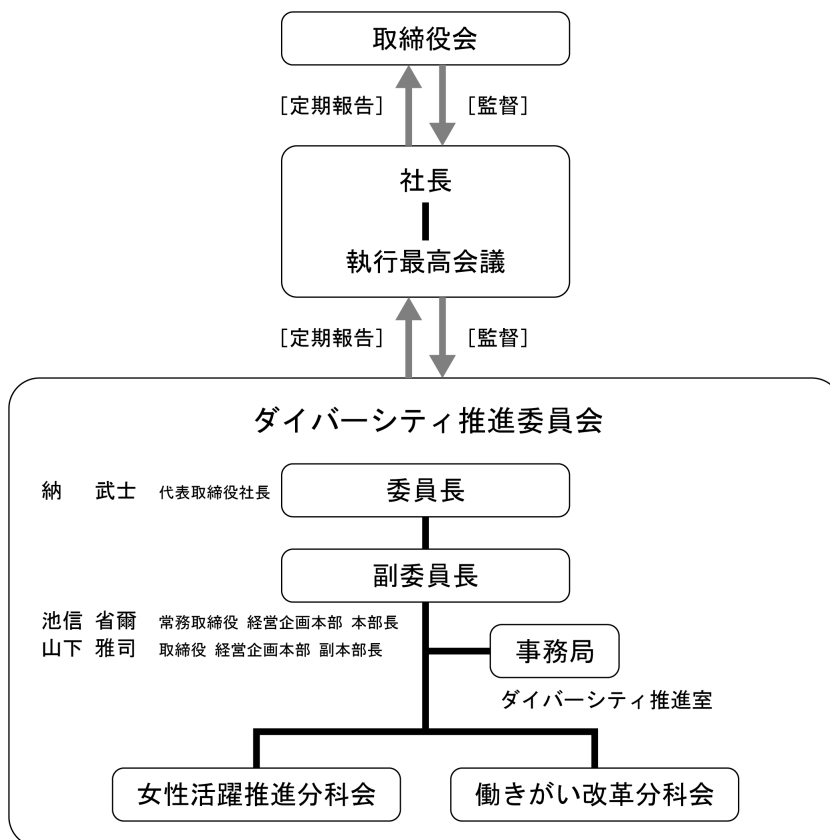 取締役会
[定期報告] [監督]
社長
執行最高会議
[定期報告] [監督]
ダイバーシティ推進委員会
納 武士 代表取締役社長 委員長
副委員長
池信 省爾 常務取締役 経営企画本部 本部長
山下 雅司 取締役 経営企画本部 副本部長
事務局
ダイバーシティ推進室
女性活躍推進分科会 働きがい改革分科会